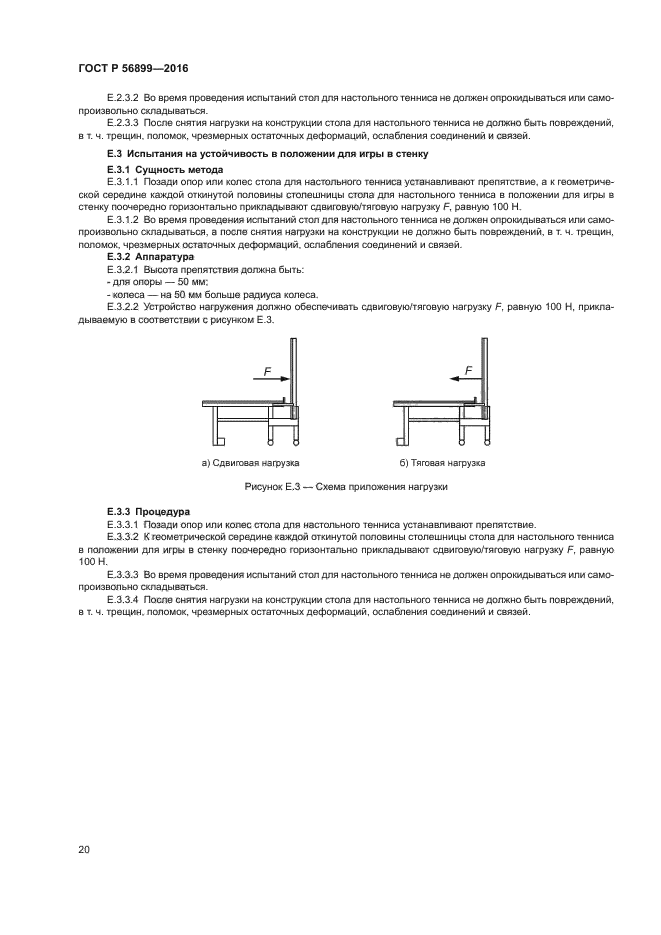 ГОСТ Р 56899—2016
Е.2.3.2 Во время проведения испытаний стол для настольного тенниса не должен опрокидываться или само-
произвольно складываться.
Е.2.3.3 После снятия нагрузки на конструкции стола для настольного тенниса не должно быть повреждений,
в т. ч. трещин, поломок, чрезмерных остаточных деформаций, ослабления соединений и связей.
Е.3 Испытания на устойчивость в положении для игры в стенку
Е.3.1 Сущность метода
Е.3.1.1 Позади опор или колес стола для настольного тенниса устанавливают препятствие, а к геометриче-
ской середине каждой откинутой половины столешницы стола для настольного тенниса в положении для игры в
стенку поочередно горизонтально прикладывают сдвиговую/тяговую нагрузку F, равную 100 Н.
Е.3.1.2 Во время проведения испытаний стол для настольного тенниса не должен опрокидываться или само-
произвольно складываться, а после снятия нагрузки на конструкции не должно быть повреждений, в т. ч. трещин,
поломок, чрезмерных остаточных деформаций, ослабления соединений и связей.
Е.3.2 Аппаратура
Е.3.2.1 Высота препятствия должна быть:
- для опоры — 50 мм;
- колеса — на 50 мм больше радиуса колеса.
Е.3.2.2 Устройство нагружения должно обеспечивать сдвиговую/тяговую нагрузку F, равную 100 Н, прикла-
дываемую в соответствии с рисунком Е.3.
F F
а) Сдвиговая нагрузка б) Тяговая нагрузка
Рисунок Е.3 — Схема приложения нагрузки
Е.3.3 Процедура
Е.3.3.1 Позади опор или колес стола для настольного тенниса устанавливают препятствие.
Е.3.3.2 К геометрической середине каждой откинутой половины столешницы стола для настольного тенниса
в положении для игры в стенку поочередно горизонтально прикладывают сдвиговую/тяговую нагрузку F, равную
100 Н.
Е.3.3.3 Во время проведения испытаний стол для настольного тенниса не должен опрокидываться или само-
произвольно складываться.
Е.3.3.4 После снятия нагрузки на конструкции стола для настольного тенниса не должно быть повреждений,
в т. ч. трещин, поломок, чрезмерных остаточных деформаций, ослабления соединений и связей.
20